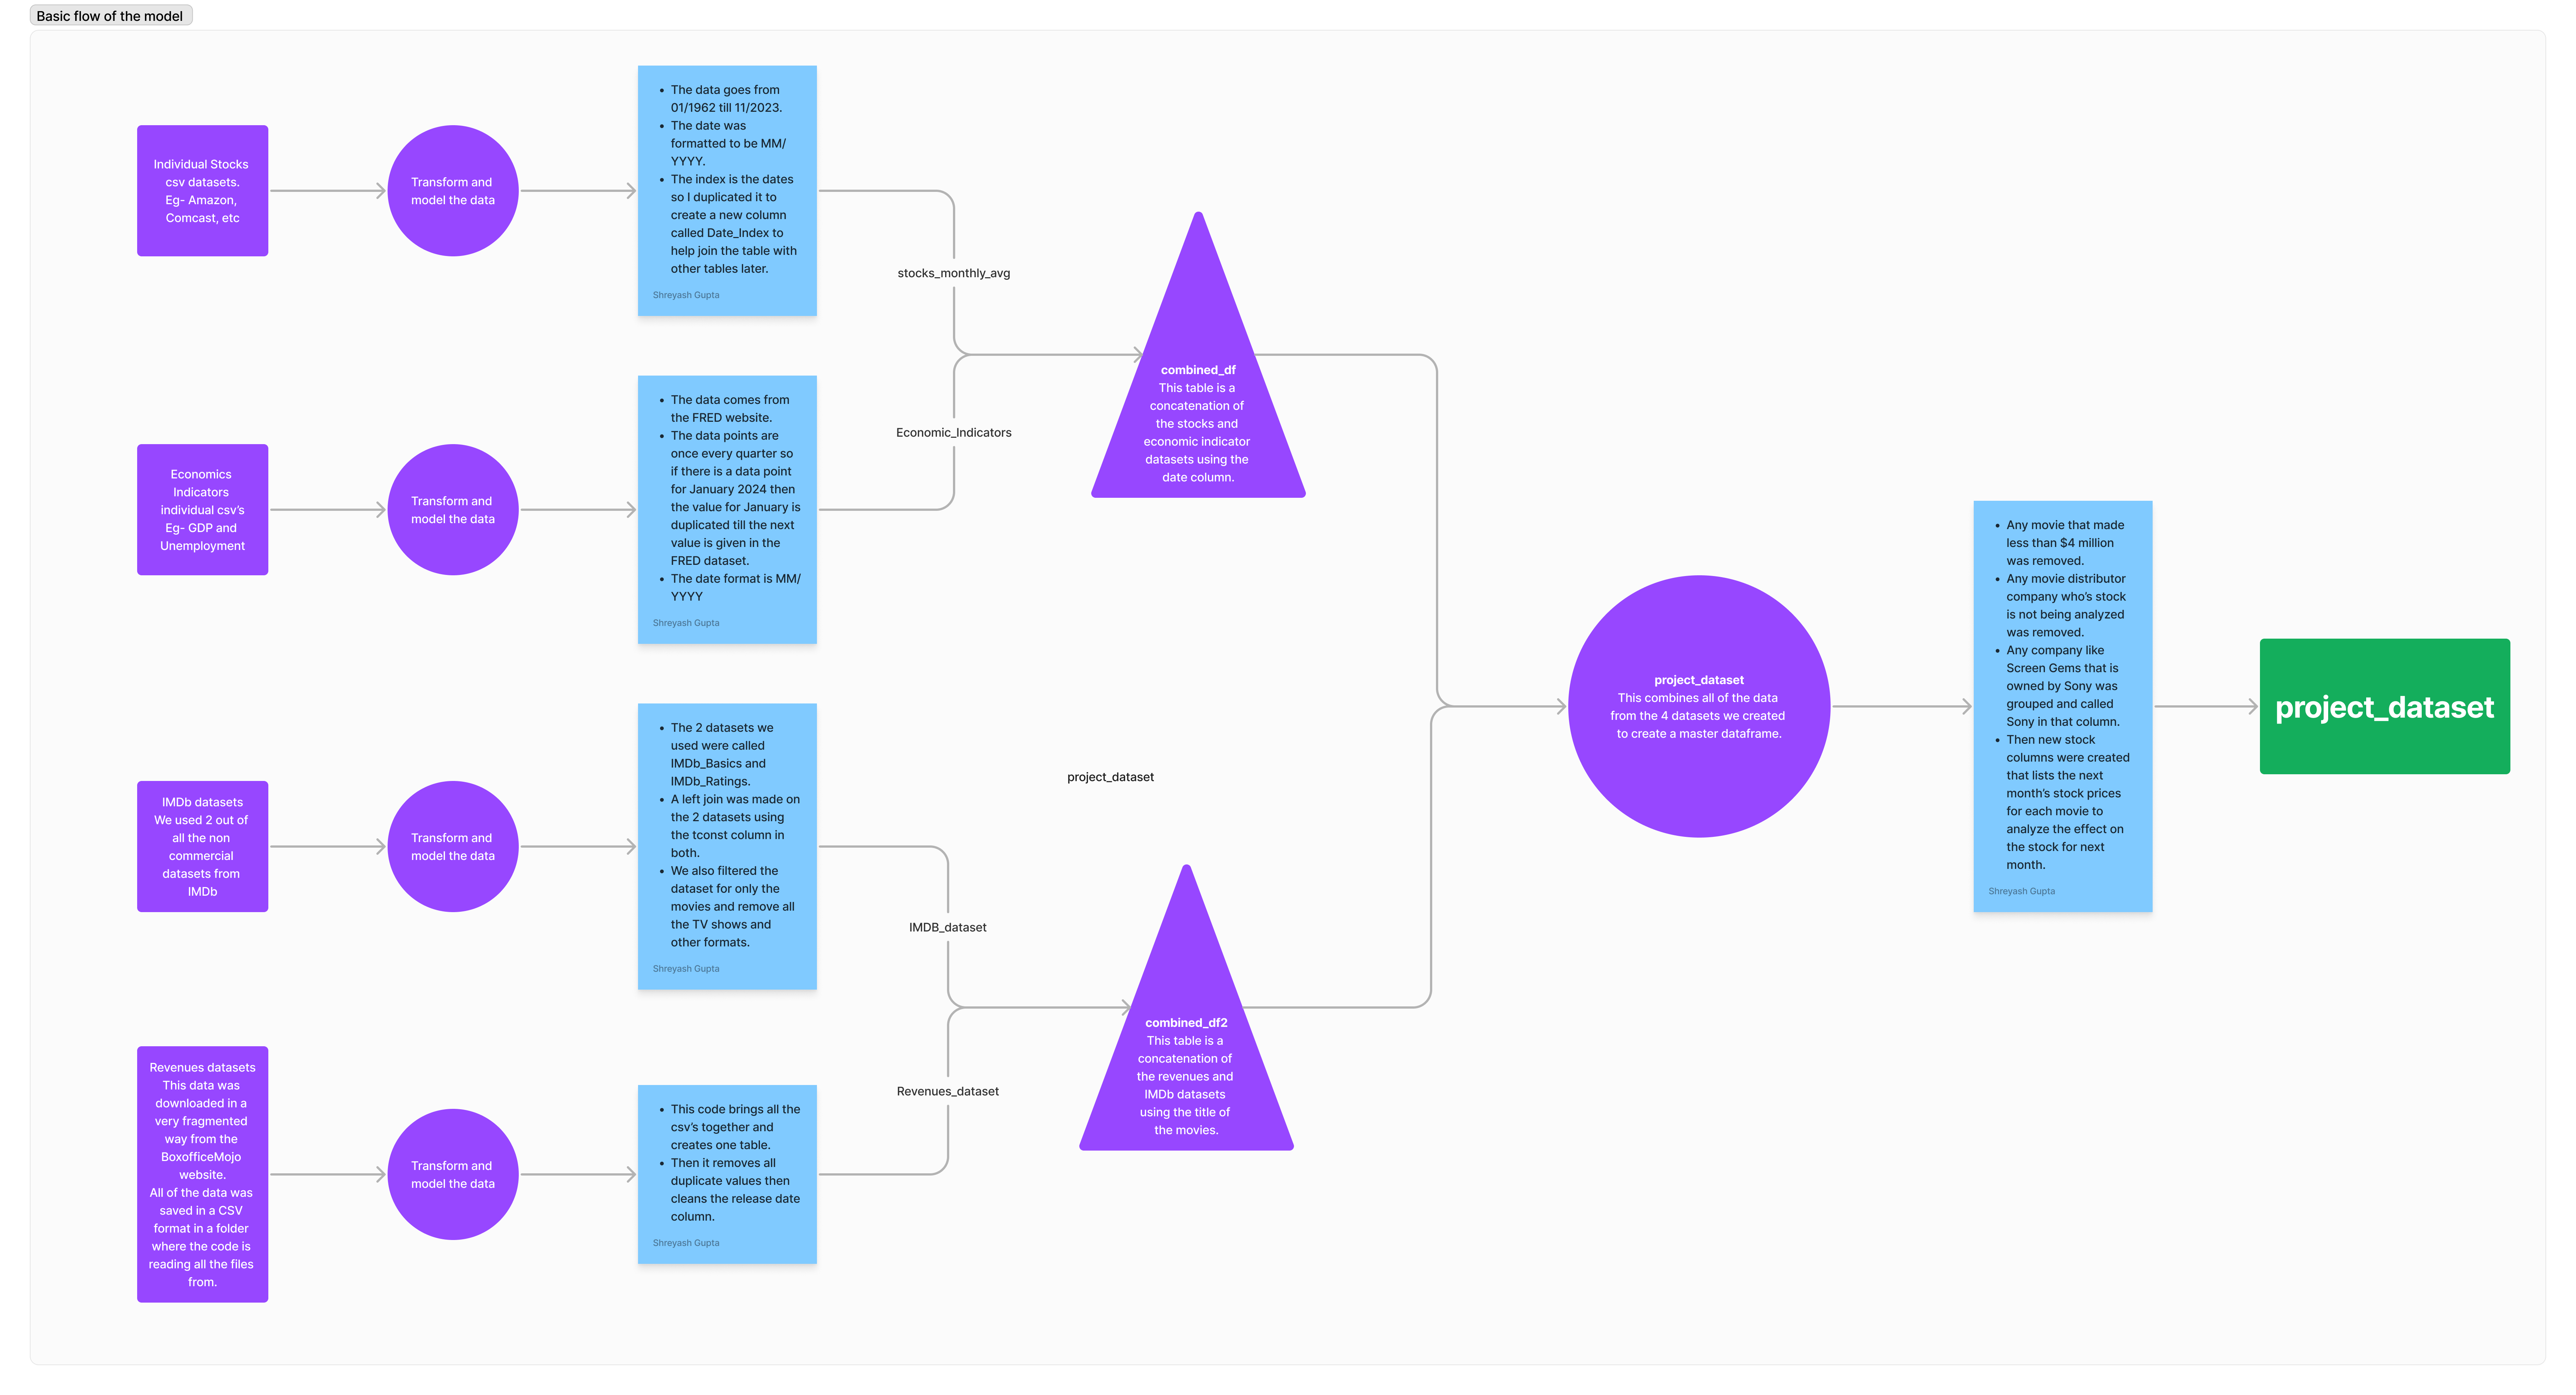 Basic flow of the model
Individual Stocks
csv datasets.
Eg- Amazon,
Comcast, etc
Transform and
model the data
• The data goes from
01/1962 till 11/2023.
• The date was
formatted to be MM/
YYYY.
• The index is the dates
so I duplicated it to
create a new column
called Date_Index to
help join the table with
other tables later.
Shreyash Gupta
stocks_monthly_avg
Economics
Indicators
individual csv's
Eg- GDP and
Unemployment
Transform and
model the data
• The data comes from
the FRED website.
• The data points are
once every quarter so
if there is a data point
for January 2024 then
the value for January is
duplicated till the next
value is given in the
FRED dataset.
• The date format is MM/
YYYY
Shreyash Gupta
Economic_Indicators
combined_df
This table is a
concatenation of
the stocks and
economic indicator
datasets using the
date column.
IMDb datasets
We used 2 out of
all the non
commercial
datasets from
IMDb
Transform and
model the data
• The 2 datasets we
used were called
IMDb_Basics and
IMDb_Ratings.
• A left join was made on
the 2 datasets using
the tconst column in
both.
• We also filtered the
dataset for only the
movies and remove all
the TV shows and
other formats.
Shreyash Gupta
IMDB_dataset
project_dataset
Revenues datasets
This data was
downloaded in a
very fragmented
way from the
BoxofficeMojo
website.
All of the data was
saved in a CSV
format in a folder
where the code is
reading all the files
from.
Transform and
model the data
• This code brings all the
csv's together and
creates one table.
• Then it removes all
duplicate values then
cleans the release date
column.
Shreyash Gupta
Revenues_dataset
combined_df2
This table is a
concatenation of
the revenues and
IMDb datasets
using the title of
the movies.
project_dataset
This combines all of the data
from the 4 datasets we created
to create a master dataframe.
• Any movie that made
less than $4 million
was removed.
• Any movie distributor
company who's stock
is not being analyzed
was removed.
• Any company like
Screen Gems that is
owned by Sony was
grouped and called
Sony in that column.
• Then new stock
columns were created
that lists the next
month's stock prices
for each movie to
analyze the effect on
the stock for next
month.
Shreyash Gupta
project_dataset